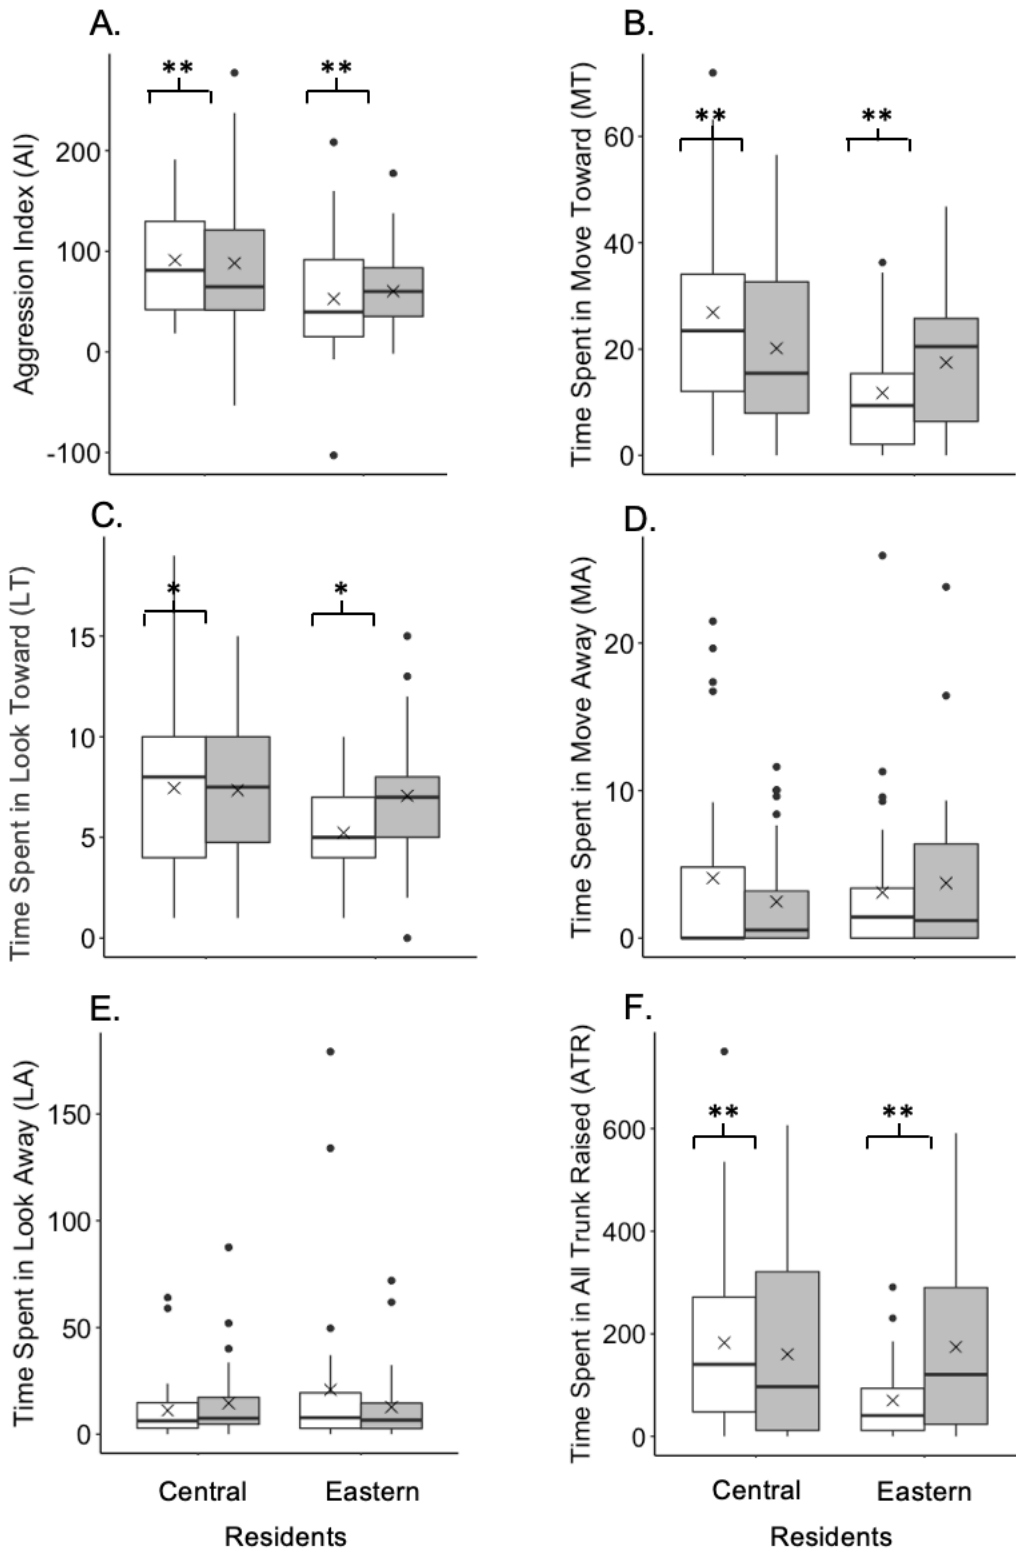 A.
B.
Aggression Index (AI)
200
100
0
-100
**
**
Time Spent in Move Toward (MT)
60
40
20
0
**
**
C.
D.
Time Spent in Look Toward (LT)
15
10
5
0
*
*
Time Spent in Move Away (MA)
20
10
0
E.
F.
Time Spent in Look Away (LA)
150
100
50
0
Time Spent in All Trunk Raised (ATR)
600
400
200
0
**
**
Central
Eastern
Residents
Central
Eastern
Residents